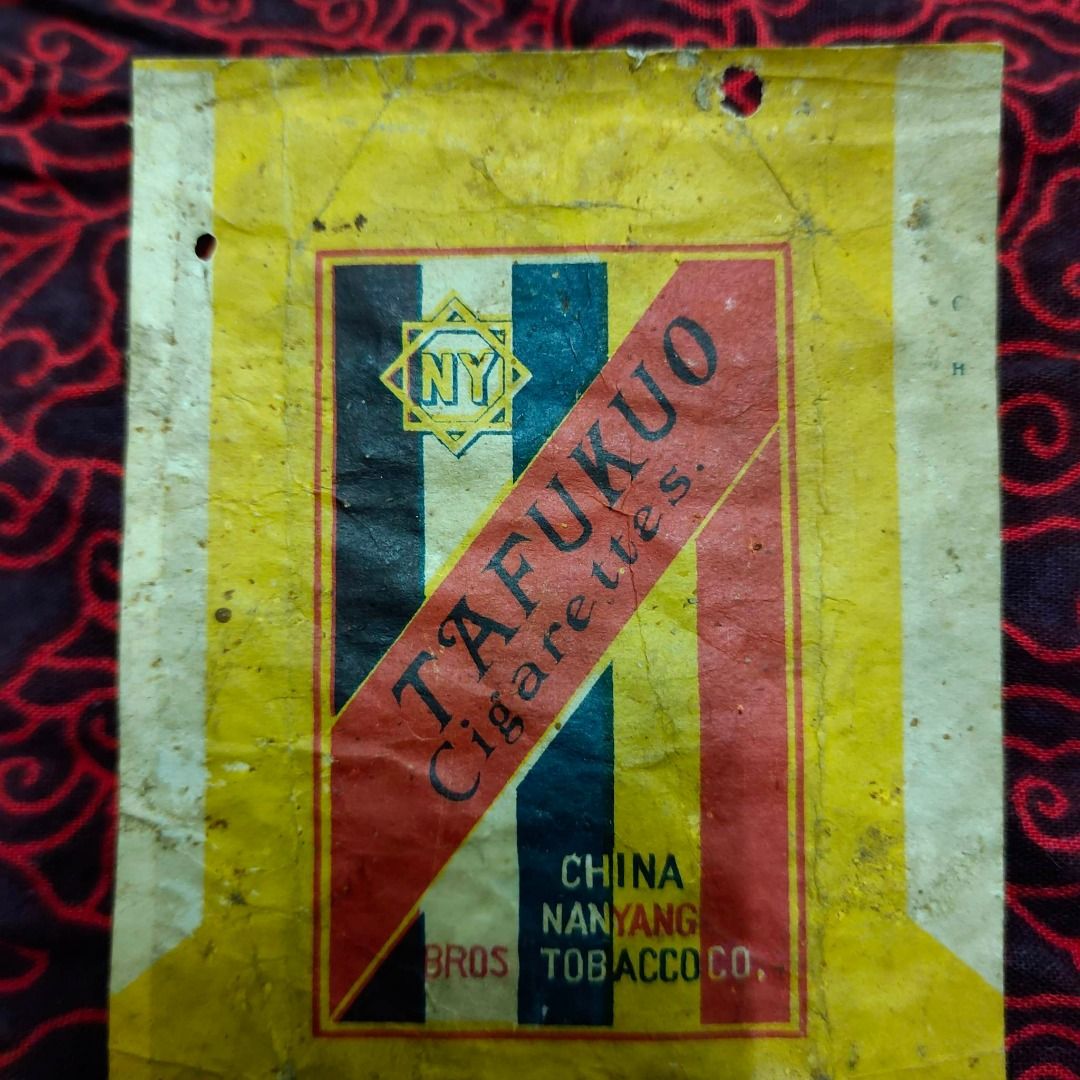 NY
TAFUKUO
Cigarettes.
CHINA
NANYANG
BROS TOBACCO CO.
C
H